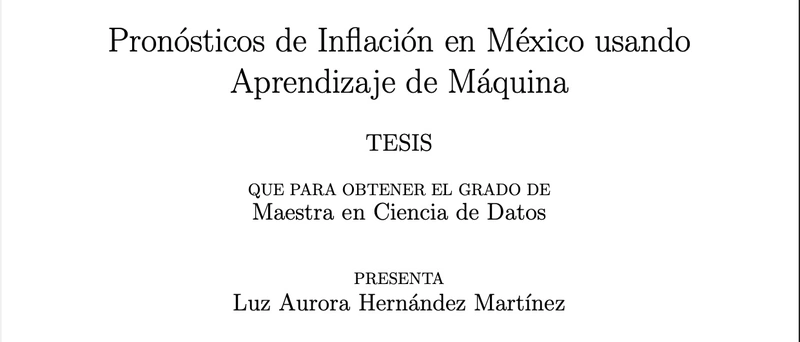 Pronósticos de Inflación en México usando
Aprendizaje de Máquina
TESIS
QUE PARA OBTENER EL GRADO DE
Maestra en Ciencia de Datos
PRESENTA
Luz Aurora Hernández Martínez